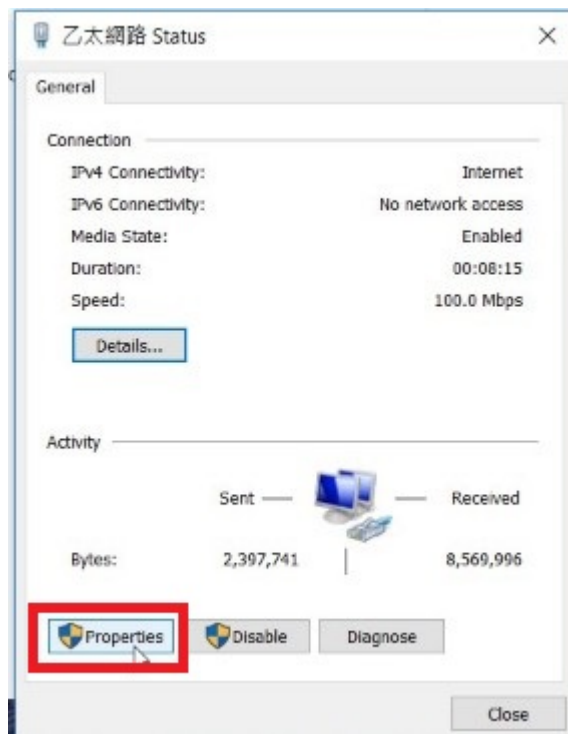 乙太網路 Status
General
Connection
IPv4 Connectivity: Internet
IPv6 Connectivity: No network access
Media State: Enabled
Duration: 00:08:15
Speed: 100.0 Mbps
Details...
Activity
Sent Received
Bytes: 2,397,741 8,569,996
Properties Disable Diagnose
Close